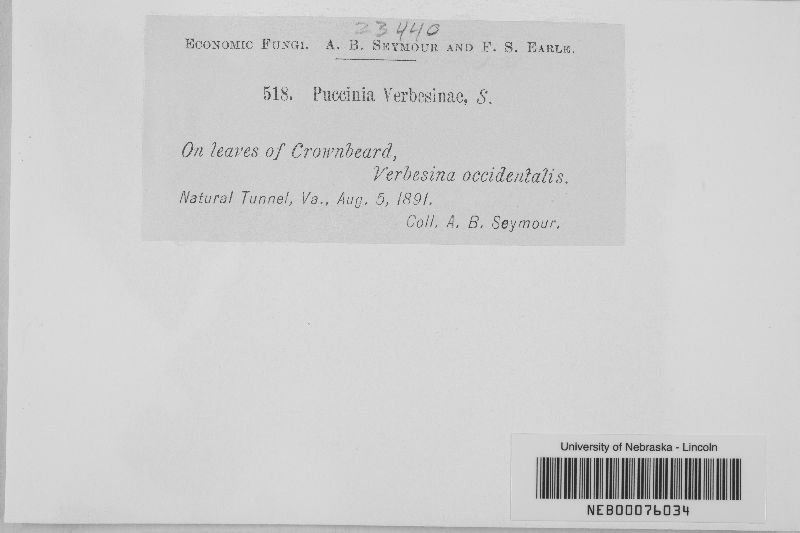 23440
Economic Fungi. A. B. Seymour and F. S. Earle.
518. Puccinia Verbesinae, S.
On leaves of Crownbeard,
Verbesina occidentalis.
Natural Tunnel, Va., Aug. 5, 1891.
Coll. A. B. Seymour.
University of Nebraska - Lincoln
NEB00076034